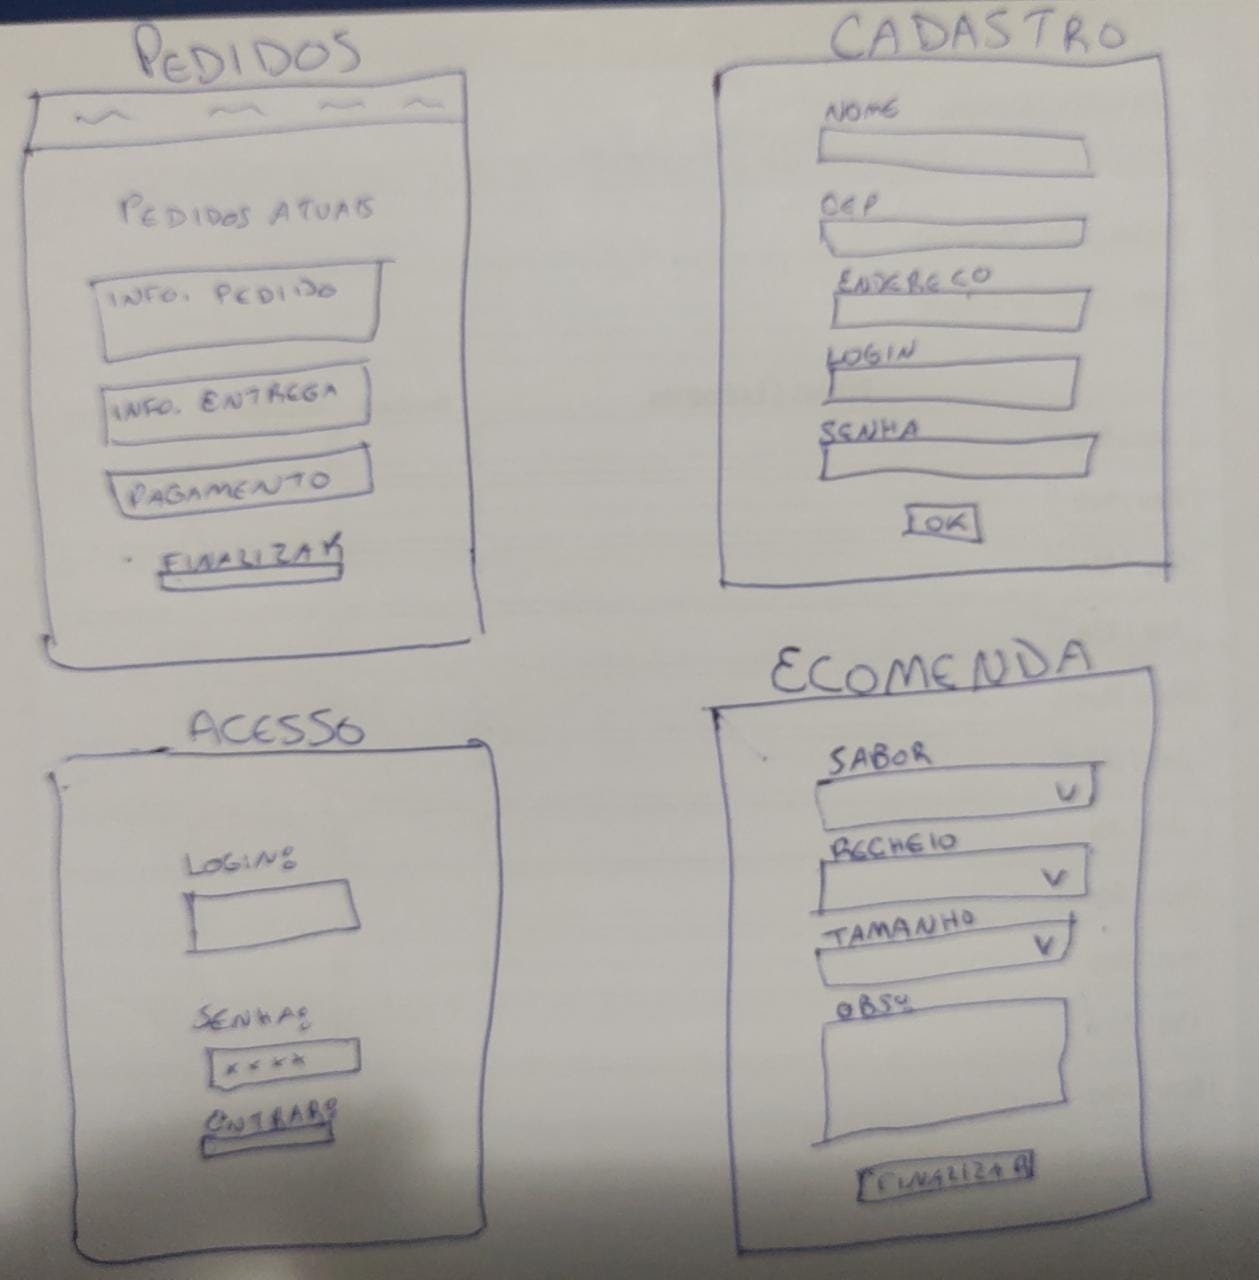 PEDIDOS
PEDIDOS ATUAIS
INFO. PEDIDO
INFO. ENTREGA
PAGAMENTO
FINALIZAR
CADASTRO
NOME
CEP
ENDEREÇO
LOGIN
SENHA
OK
ACESSO
LOGIN:
SENHA:
××××
ENTRAR:
ECOMENDA
SABOR
RECHEIO
TAMANHO
OBS:
FINALIZAR